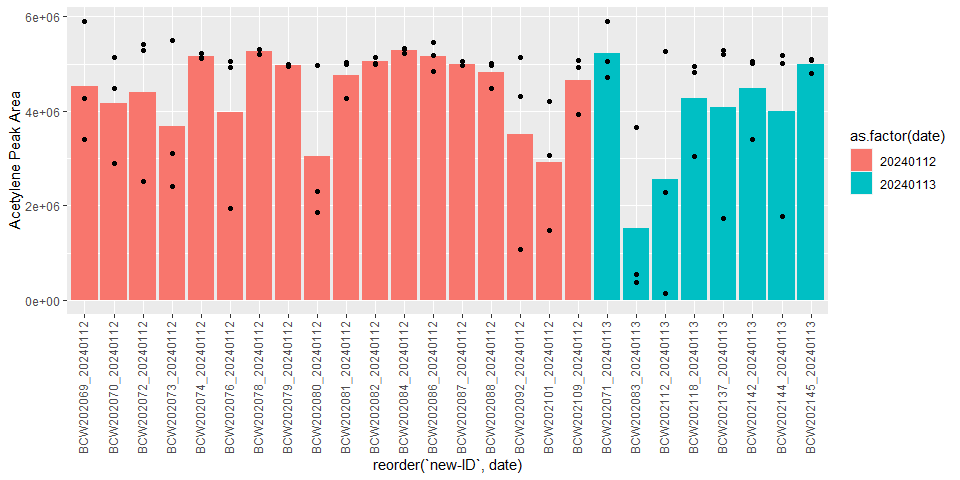 6e+06
4e+06
2e+06
0e+00
Acetylene Peak Area
BCW202069_20240112
BCW202070_20240112
BCW202072_20240112
BCW202073_20240112
BCW202074_20240112
BCW202076_20240112
BCW202078_20240112
BCW202079_20240112
BCW202080_20240112
BCW202081_20240112
BCW202082_20240112
BCW202084_20240112
BCW202086_20240112
BCW202087_20240112
BCW202088_20240112
BCW202092_20240112
BCW202101_20240112
BCW202109_20240112
BCW202071_20240113
BCW202083_20240113
BCW202112_20240113
BCW202118_20240113
BCW202137_20240113
BCW202142_20240113
BCW202144_20240113
BCW202145_20240113
reorder(`new-ID`, date)
as.factor(date)
20240112
20240113